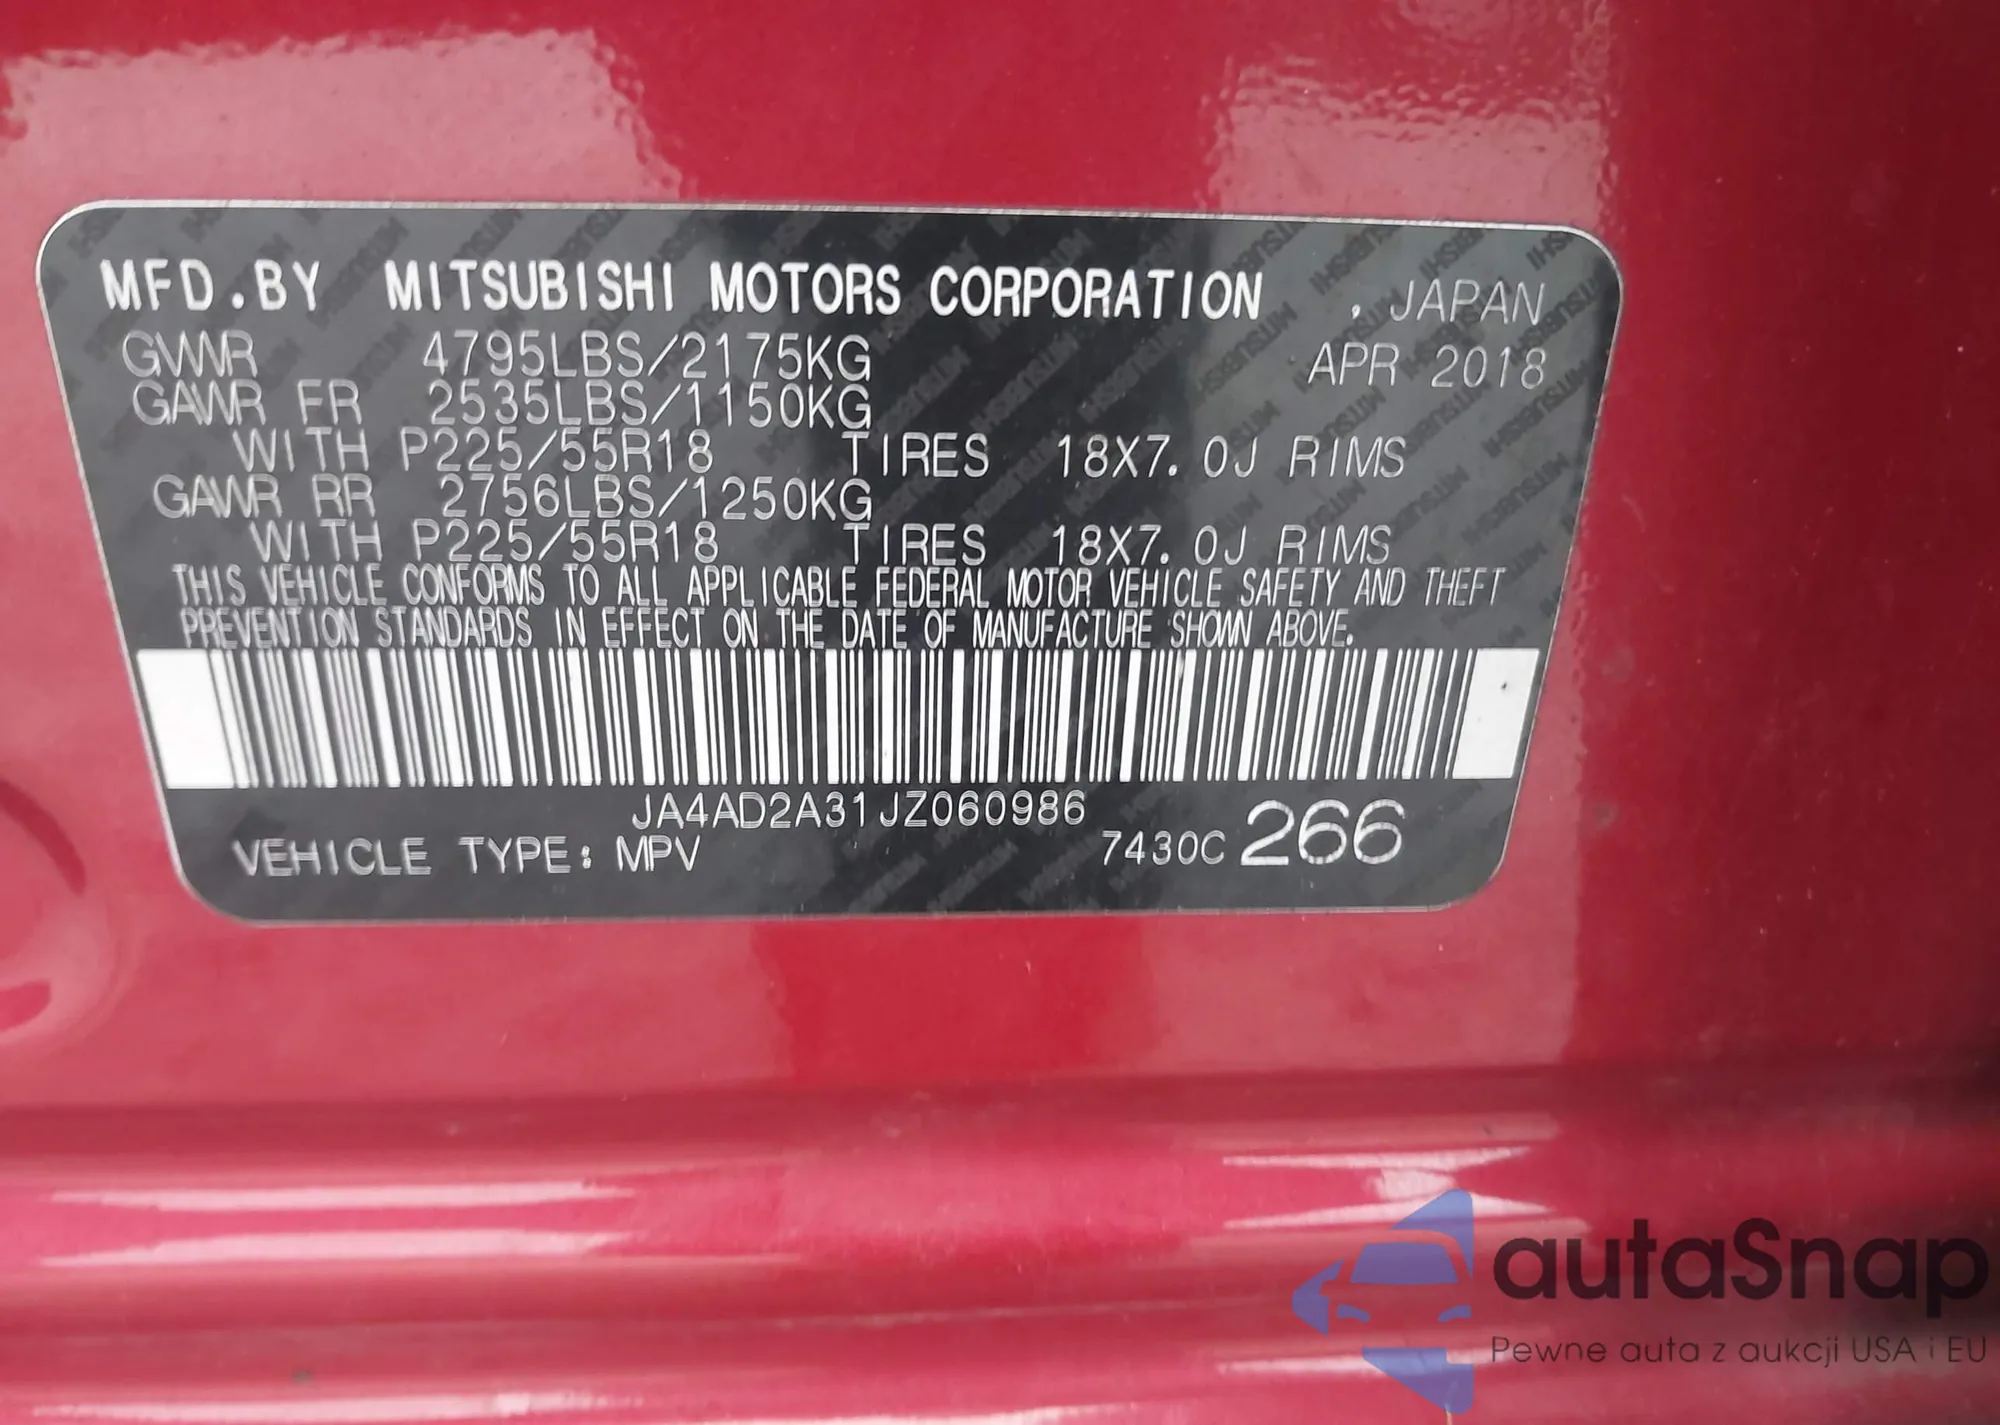 MFD.BY MITSUBISHI MOTORS CORPORATION , JAPAN
GVWR 4795LBS/2175KG APR 2018
GAWR FR 2535LBS/1150KG
WITH P225/55R18 TIRES 18X7.0J RIMS
GAWR RR 2756LBS/1250KG
WITH P225/55R18 TIRES 18X7.0J RIMS
THIS VEHICLE CONFORMS TO ALL APPLICABLE FEDERAL MOTOR VEHICLE SAFETY AND THEFT
PREVENTION STANDARDS IN EFFECT ON THE DATE OF MANUFACTURE SHOWN ABOVE.
JA4AD2A31JZ060986
VEHICLE TYPE: MPV 7430C 266
autaSnap
Pewne auta z aukcji USA i EU